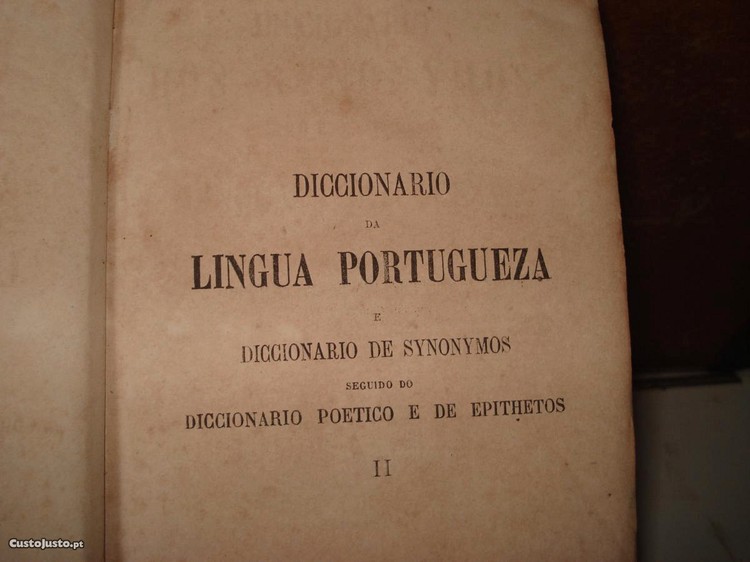 DICCIONARIO
DA
LINGUA PORTUGUEZA
E
DICCIONARIO DE SYNONYMOS
SEGUIDO DO
DICCIONARIO POETICO E DE EPITHETOS
II
CustoJusto.pt